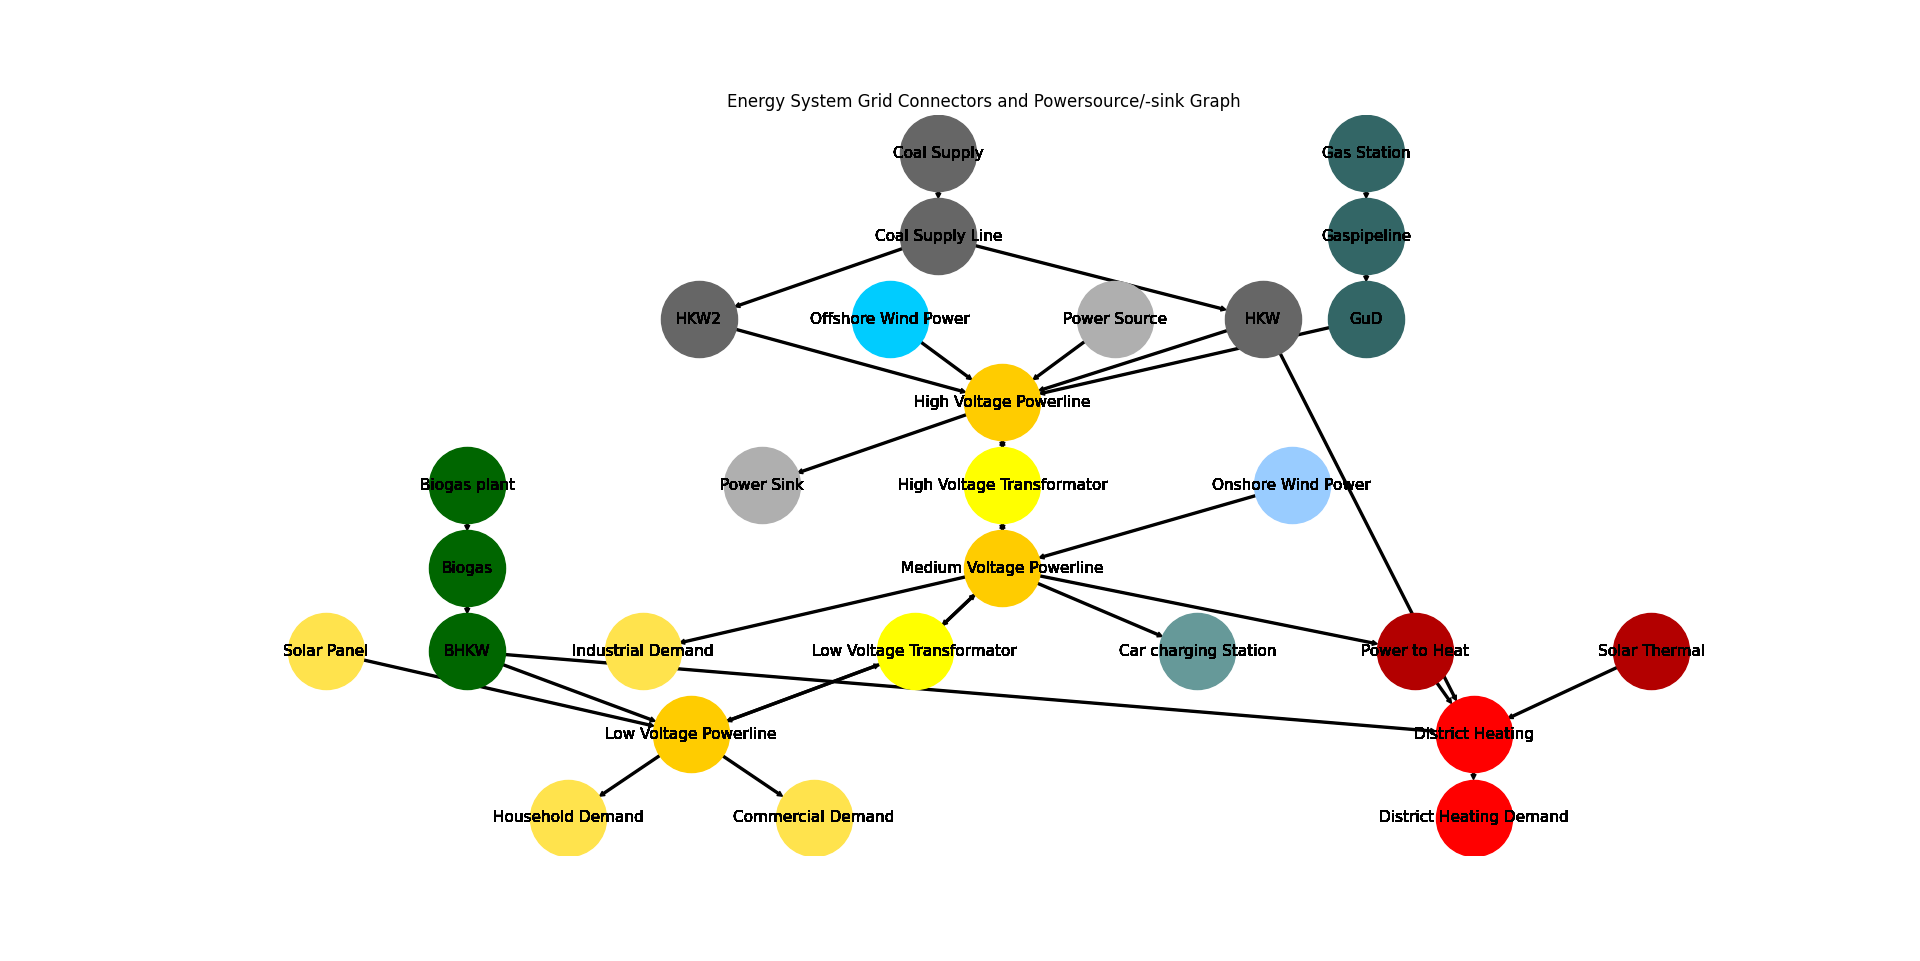 Energy System Grid Connectors and Powersource/-sink Graph
Coal Supply
Gas Station
Coal Supply Line
Gaspipeline
HKW2
Offshore Wind Power
Power Source
HKW
GuD
High Voltage Powerline
Biogas plant
Power Sink
High Voltage Transformator
Onshore Wind Power
Biogas
Medium Voltage Powerline
Solar Panel
BHKW
Industrial Demand
Low Voltage Transformator
Car charging Station
Power to Heat
Solar Thermal
Low Voltage Powerline
District Heating
Household Demand
Commercial Demand
District Heating Demand